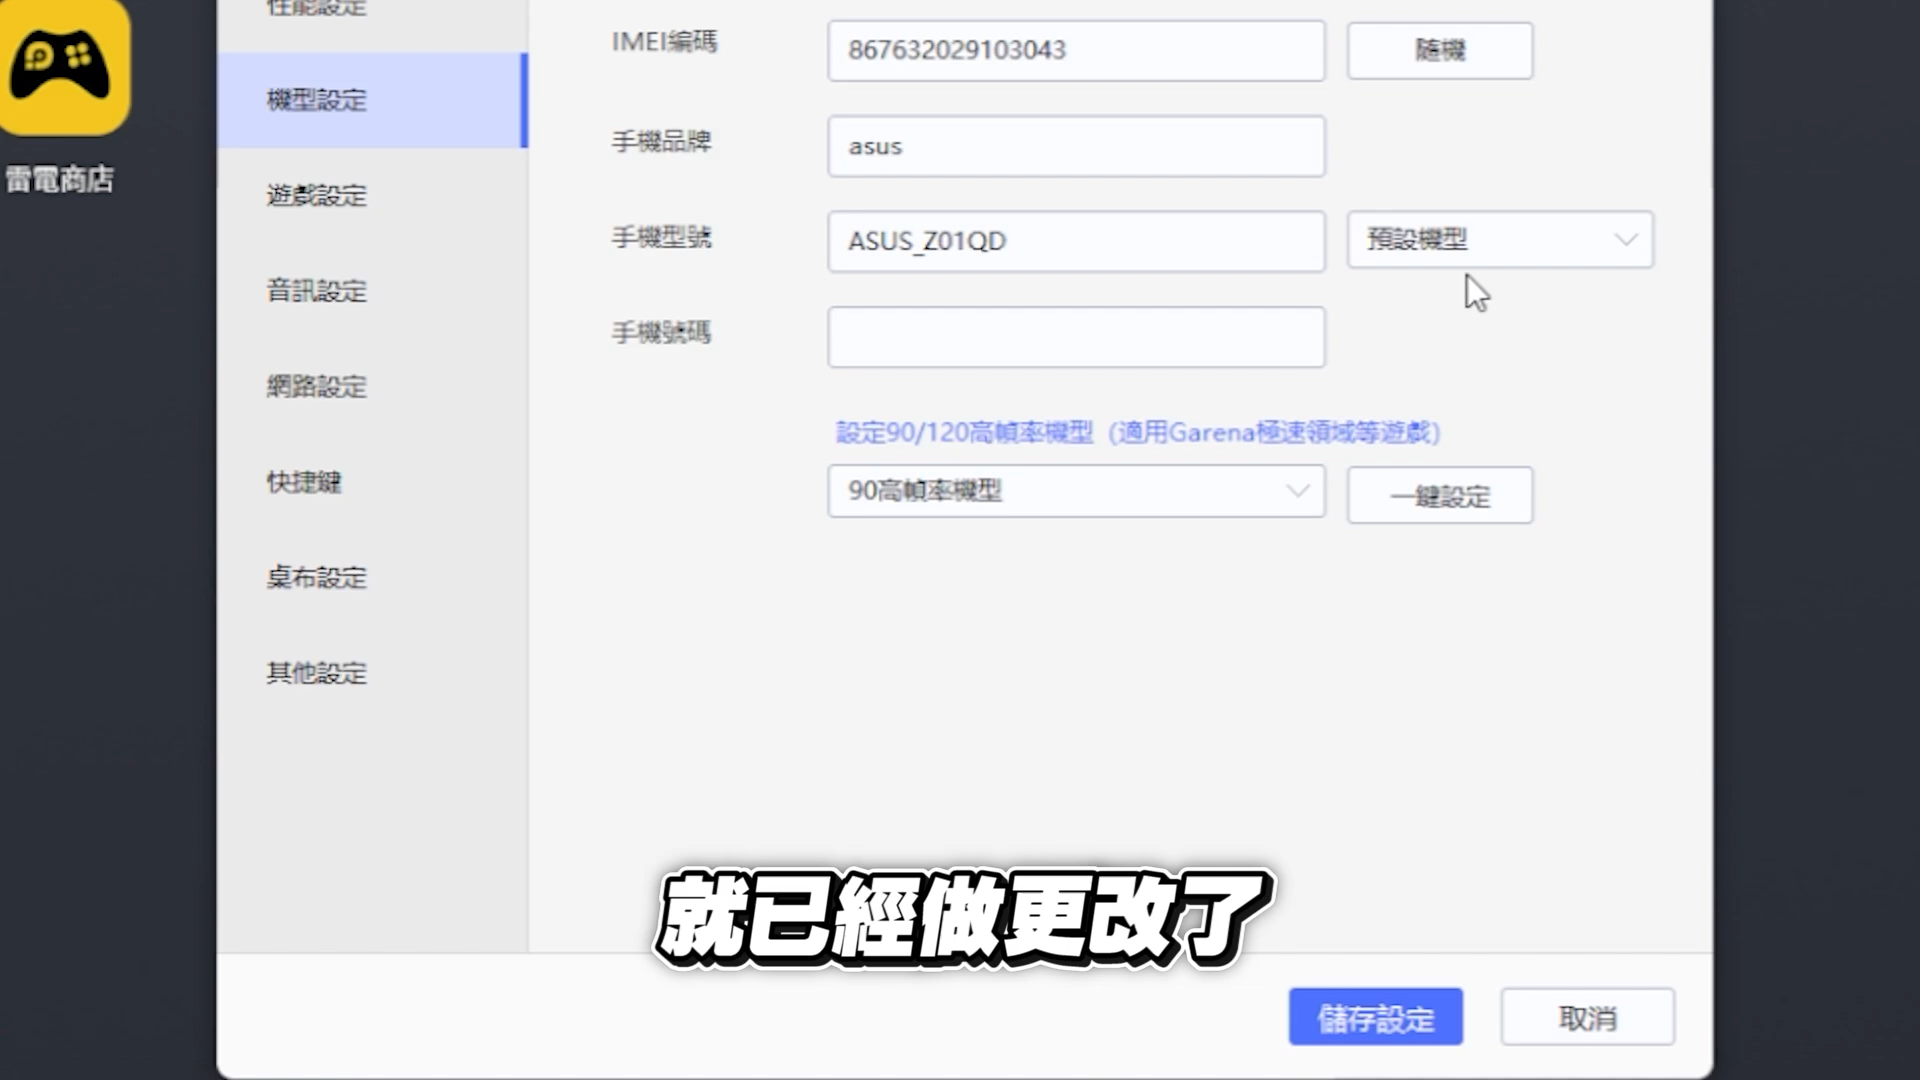 性能設定
IMEI編碼
867632029103043
隨機
機型設定
手機品牌
asus
雷電商店
遊戲設定
手機型號
ASUS_Z01QD
預設機型
音訊設定
手機號碼
網路設定
設定90/120高幀率機型（適用Garena極速領域等遊戲）
快捷鍵
90高幀率機型
一鍵設定
桌布設定
其他設定
就已經做更改了
儲存設定
取消